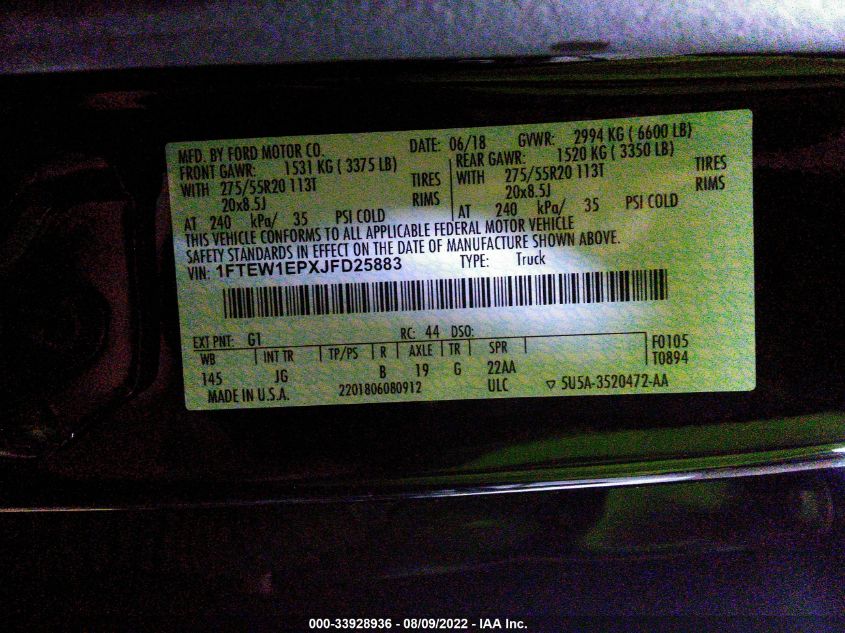 MFD. BY FORD MOTOR CO. DATE: 06/18 GVWR: 2994 KG ( 6600 LB)
FRONT GAWR: 1531 KG ( 3375 LB) REAR GAWR: 1520 KG ( 3350 LB)
WITH 275/55R20 113T TIRES WITH 275/55R20 113T TIRES
20x8.5J RIMS 20x8.5J RIMS
AT 240 kPa/ 35 PSI COLD AT 240 kPa/ 35 PSI COLD
THIS VEHICLE CONFORMS TO ALL APPLICABLE FEDERAL MOTOR VEHICLE
SAFETY STANDARDS IN EFFECT ON THE DATE OF MANUFACTURE SHOWN ABOVE.
VIN: 1FTEW1EPXJFD25883 TYPE: Truck
EXT PNT: G1 RC: 44 DSO: F0105
WB INT TR TP/PS R AXLE TR SPR T0894
145 JG B 19 G 22AA
MADE IN U.S.A. 2201806080912 ULC ▽ 5U5A-3520472-AA
000-33928936 - 08/09/2022 - IAA Inc.